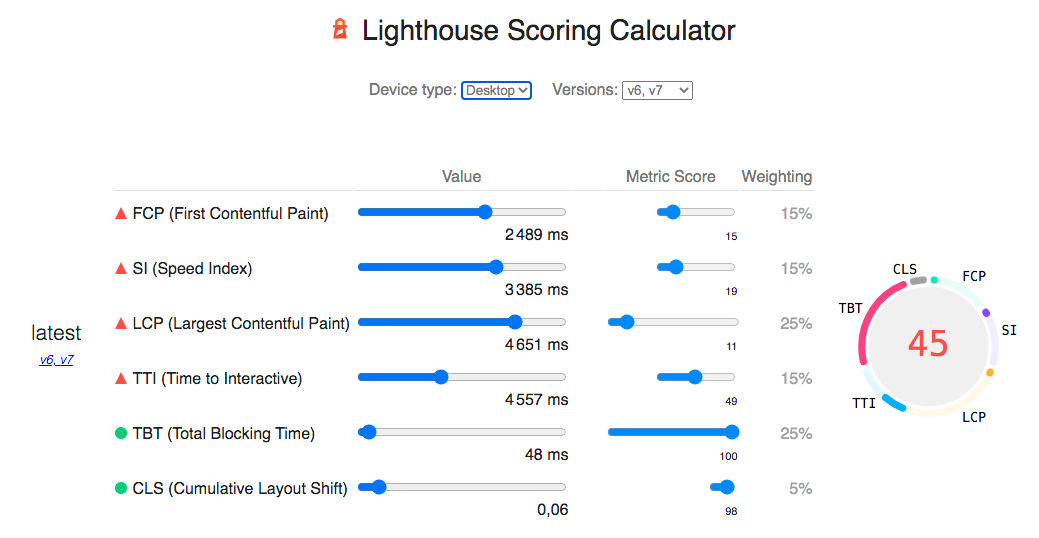 Lighthouse Scoring Calculator
Device type: Desktop Versions: v6, v7
Value Metric Score Weighting
FCP (First Contentful Paint) 15%
2 489 ms 15
SI (Speed Index) 15%
3 385 ms 19
LCP (Largest Contentful Paint) 25%
4 651 ms 11
TTI (Time to Interactive) 15%
4 557 ms 49
TBT (Total Blocking Time) 25%
48 ms 100
CLS (Cumulative Layout Shift) 5%
0,06 98
latest
v6, v7
CLS FCP
TBT SI
45
TTI LCP